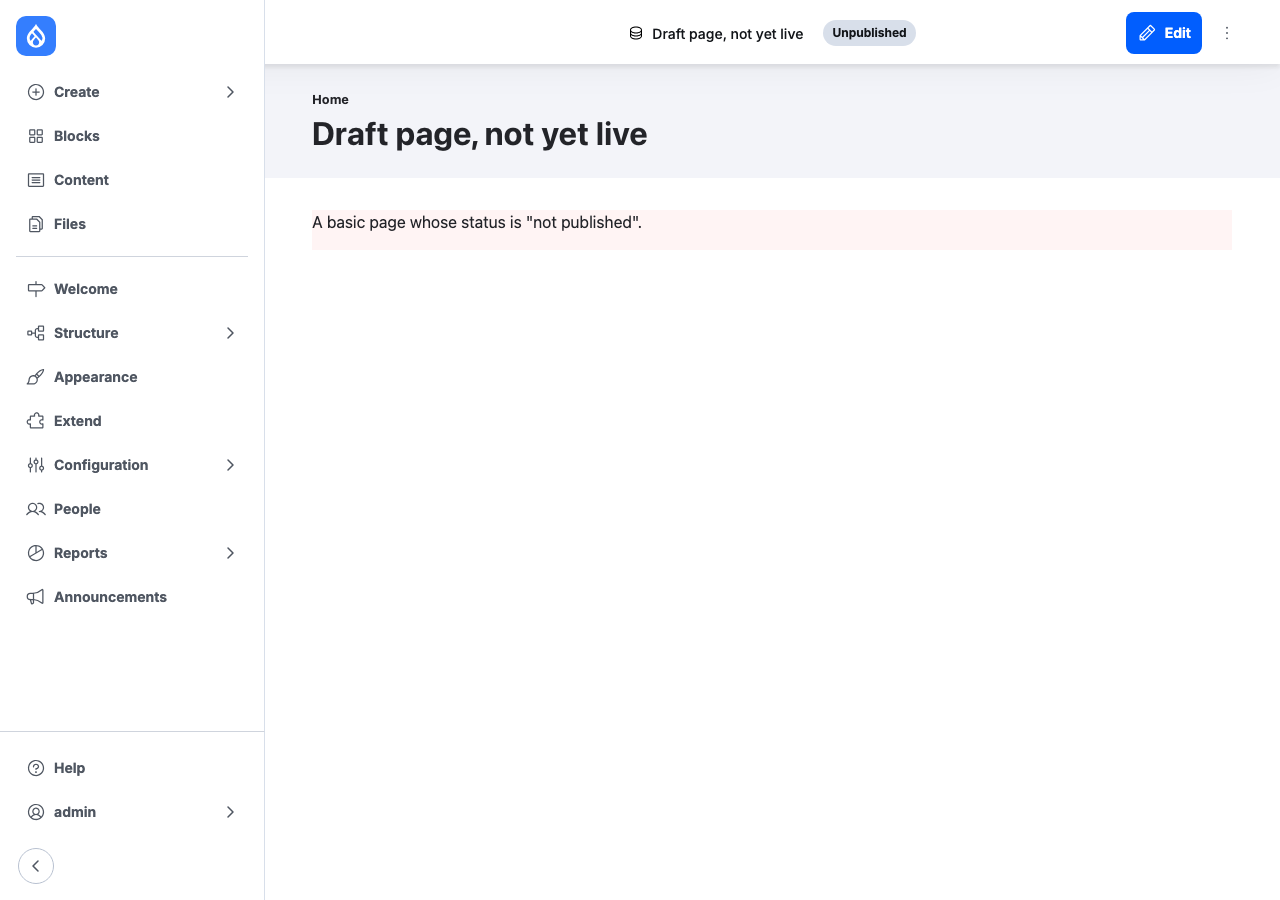 Draft page, not yet live
Unpublished
Edit
Create
Blocks
Content
Files
Welcome
Structure
Appearance
Extend
Configuration
People
Reports
Announcements
Help
admin
Home
Draft page, not yet live
A basic page whose status is "not published".